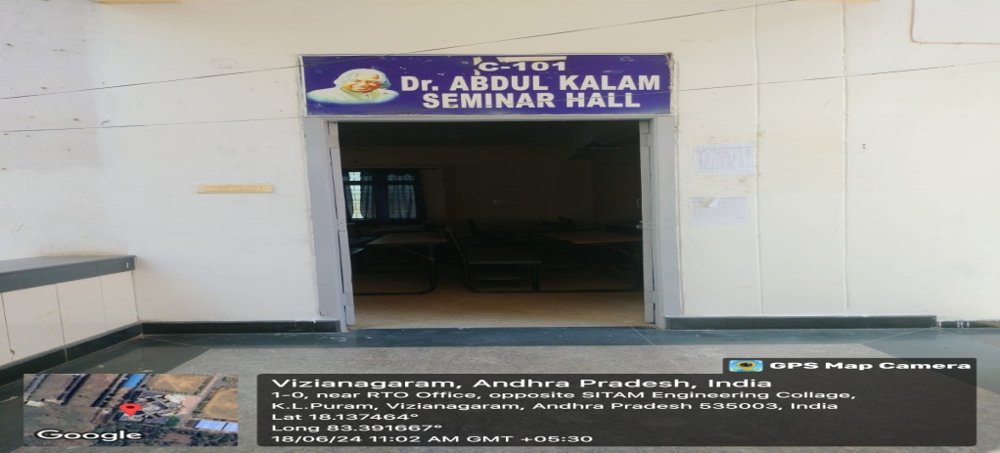 C-101
Dr. ABDUL KALAM
SEMINAR HALL
GPS Map Camera
Vizianagaram, Andhra Pradesh, India
1-0, near RTO Office, opposite SITAM Engineering Collage,
K.L.Puram, Vizianagaram, Andhra Pradesh 535003, India
Lat 18.137464°
Long 83.391667°
18/06/24 11:02 AM GMT +05:30
Google